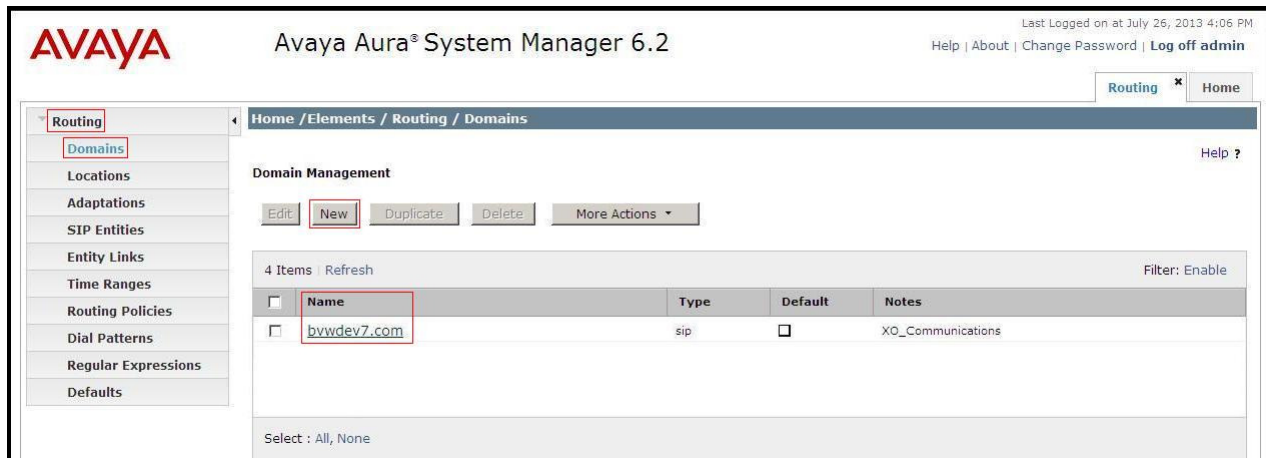 Last Logged on at July 26, 2013 4:06 PM
AVAYA
Avaya Aura® System Manager 6.2
Help | About | Change Password | Log off admin
Routing ✖ Home
Routing
Domains
Locations
Adaptations
SIP Entities
Entity Links
Time Ranges
Routing Policies
Dial Patterns
Regular Expressions
Defaults
Home /Elements / Routing / Domains
Help ?
Domain Management
Edit New Duplicate Delete More Actions
4 Items Refresh Filter: Enable
Name Type Default Notes
bvwdev7.com sip XO_Communications
Select : All, None